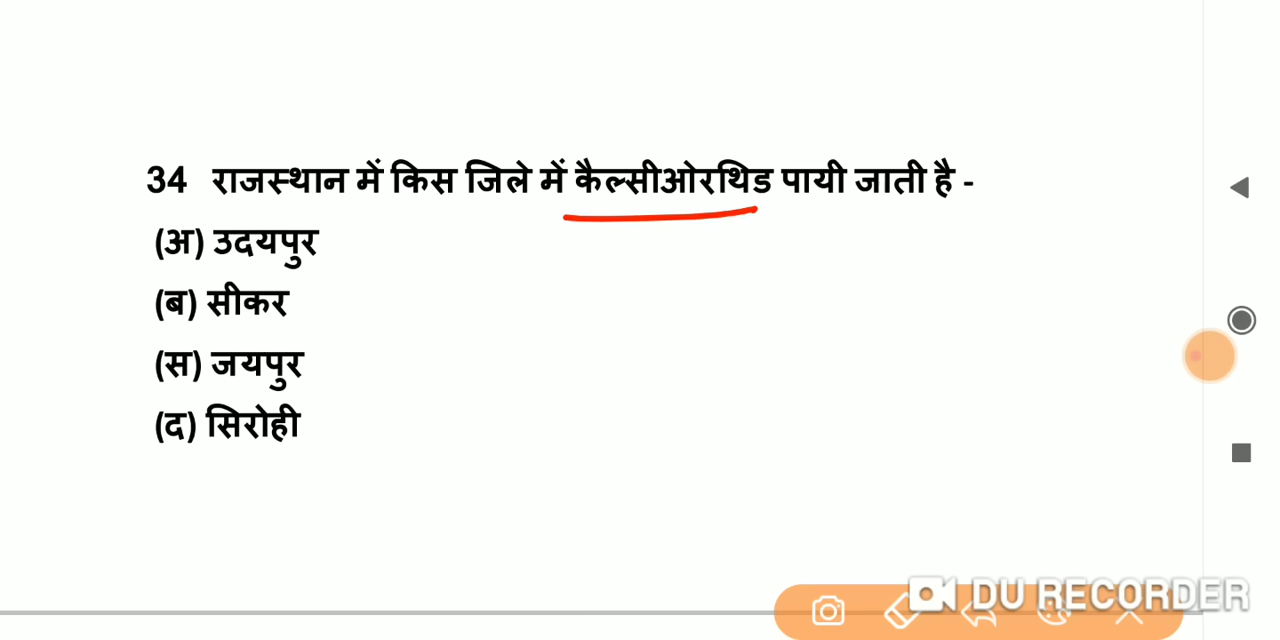 34 राजस्थान में किस जिले में कैल्सीओरथिड पायी जाती है -
(अ) उदयपुर
(ब) सीकर
(स) जयपुर
(द) सिरोही
DU RECORDER